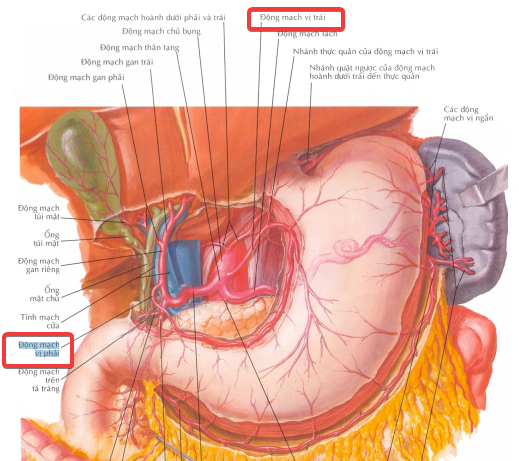 Các động mạch hoành dưới phải và trái
Động mạch vị trái
Động mạch chủ bụng
Động mạch lách
Động mạch thân tạng
Nhánh thực quản của động mạch vị trái
Động mạch gan trái
Nhánh quặt ngược của động mạch
hoành dưới trái đến thực quản
Động mạch gan phải
Các động
mạch vị ngắn
Động mạch
túi mật
Ống
túi mật
Động mạch
gan riêng
Ống
mật chủ
Tĩnh mạch
cửa
Động mạch
vị phải
Động mạch
trên
tá tràng